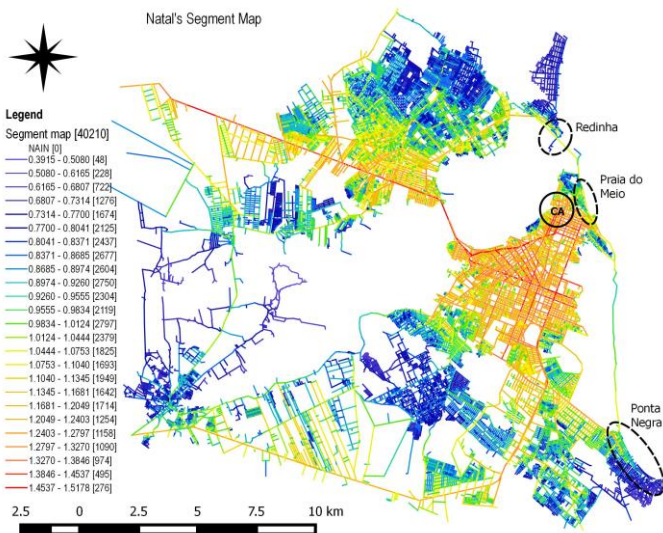 Natal's Segment Map
Legend
Segment map [40210]
NAIN [0]
0.3915 - 0.5080 [48]
0.5080 - 0.6165 [228]
0.6165 - 0.6807 [722]
0.6807 - 0.7314 [1276]
0.7314 - 0.7700 [1674]
0.7700 - 0.8041 [2125]
0.8041 - 0.8371 [2437]
0.8371 - 0.8685 [2677]
0.8685 - 0.8974 [2604]
0.8974 - 0.9260 [2750]
0.9260 - 0.9555 [2304]
0.9555 - 0.9834 [2119]
0.9834 - 1.0124 [2797]
1.0124 - 1.0444 [2379]
1.0444 - 1.0753 [1825]
1.0753 - 1.1040 [1693]
1.1040 - 1.1345 [1949]
1.1345 - 1.1681 [1642]
1.1681 - 1.2049 [1714]
1.2049 - 1.2403 [1254]
1.2403 - 1.2797 [1158]
1.2797 - 1.3270 [1090]
1.3270 - 1.3846 [974]
1.3846 - 1.4537 [495]
1.4537 - 1.5178 [276]
Redinha
Praia do
Meio
CA
Ponta
Negra
2.5 0 2.5 5 7.5 10 km